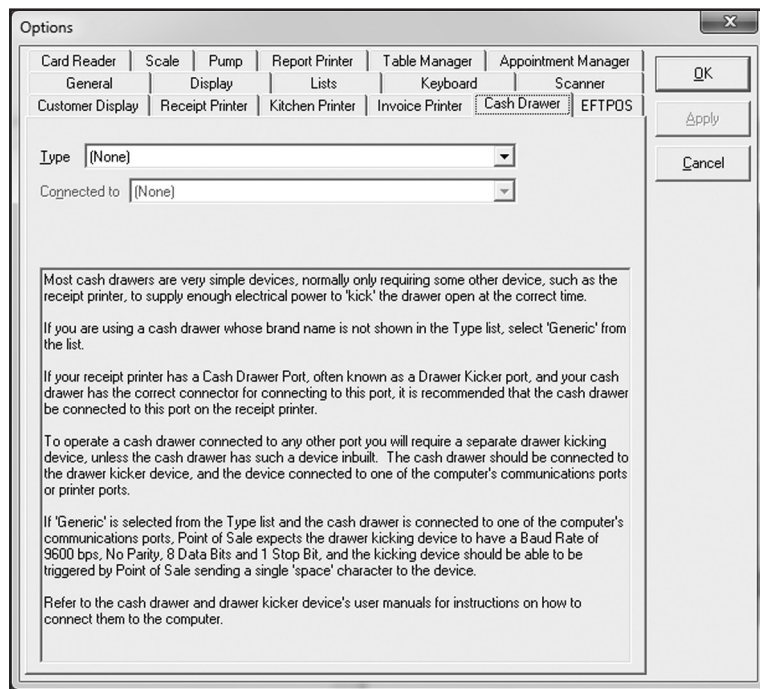 Options
Card Reader Scale Pump Report Printer Table Manager Appointment Manager
General Display Lists Keyboard Scanner
Customer Display Receipt Printer Kitchen Printer Invoice Printer Cash Drawer EFTPOS
OK
Apply
Cancel
Type (None)
Connected to (None)
Most cash drawers are very simple devices, normally only requiring some other device, such as the
receipt printer, to supply enough electrical power to 'kick' the drawer open at the correct time.
If you are using a cash drawer whose brand name is not shown in the Type list, select 'Generic' from
the list.
If your receipt printer has a Cash Drawer Port, often known as a Drawer Kicker port, and your cash
drawer has the correct connector for connecting to this port, it is recommended that the cash drawer
be connected to this port on the receipt printer.
To operate a cash drawer connected to any other port you will require a separate drawer kicking
device, unless the cash drawer has such a device inbuilt. The cash drawer should be connected to
the drawer kicker device, and the device connected to one of the computer's communications ports
or printer ports.
If 'Generic' is selected from the Type list and the cash drawer is connected to one of the computer's
communications ports, Point of Sale expects the drawer kicking device to have a Baud Rate of
9600 bps, No Parity, 8 Data Bits and 1 Stop Bit, and the kicking device should be able to be
triggered by Point of Sale sending a single 'space' character to the device.
Refer to the cash drawer and drawer kicker device's user manuals for instructions on how to
connect them to the computer.